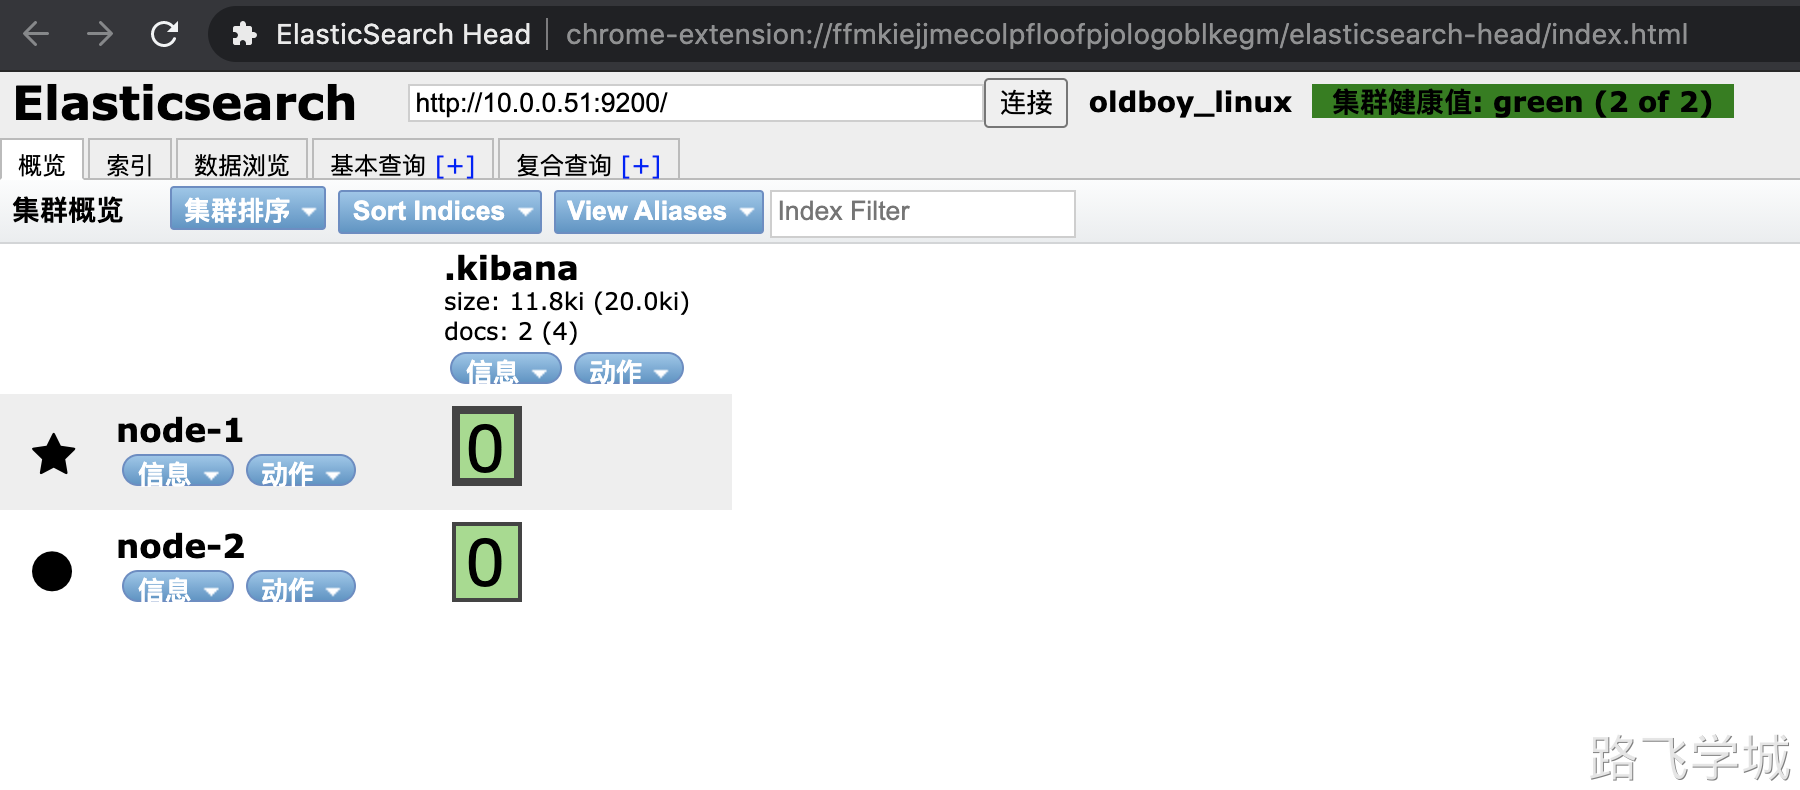 ElasticSearch Head chrome-extension://ffmkiejjmecolpfloofpjologoblkegm/elasticsearch-head/index.html
Elasticsearch http://10.0.0.51:9200/ 连接 oldboy_linux 集群健康值: green (2 of 2)
概览 索引 数据浏览 基本查询 [+] 复合查询 [+]
集群概览 集群排序 Sort Indices View Aliases Index Filter
.kibana
size: 11.8ki (20.0ki)
docs: 2 (4)
信息 动作
node-1 0
信息 动作
node-2 0
信息 动作
路飞学城